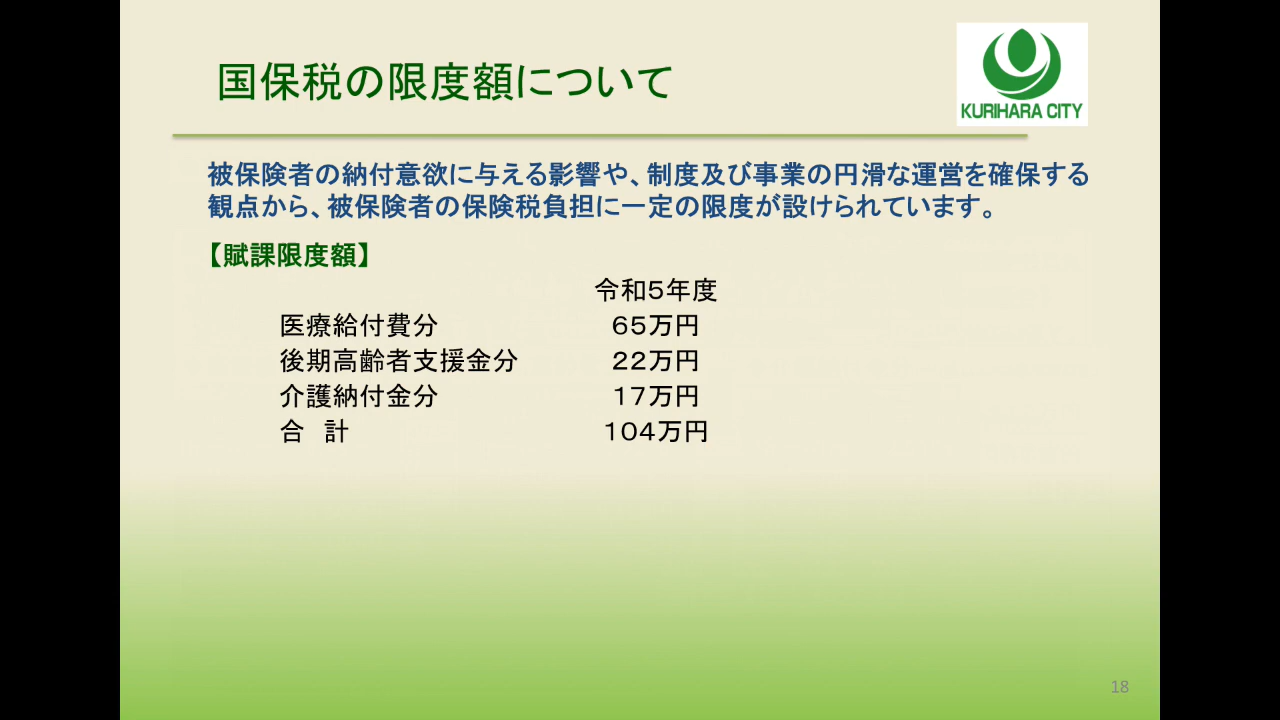 国保税の限度額について
KURIHARA CITY
被保険者の納付意欲に与える影響や、制度及び事業の円滑な運営を確保する
観点から、被保険者の保険税負担に一定の限度が設けられています。
【賦課限度額】
令和5年度
医療給付費分 65万円
後期高齢者支援金分 22万円
介護納付金分 17万円
合 計 104万円
18